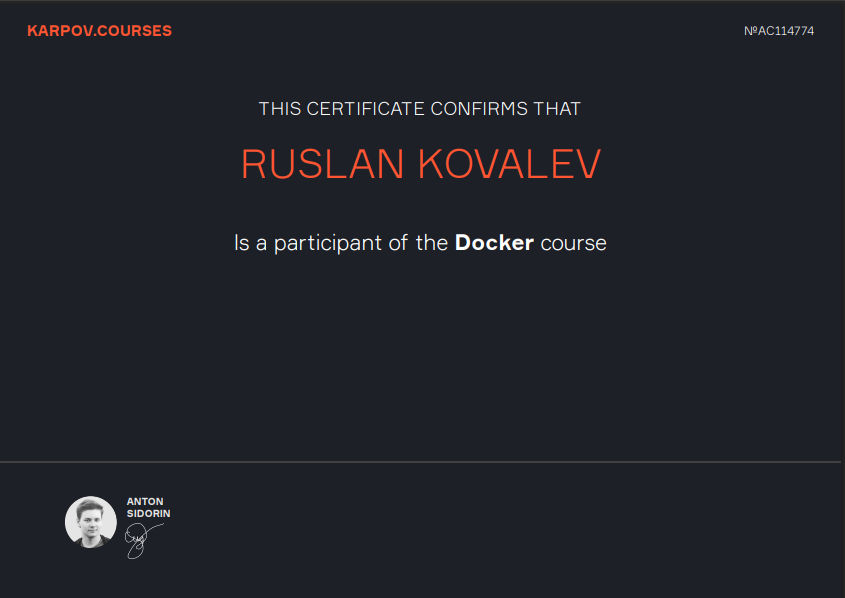 KARPOV.COURSES
№AC114774
THIS CERTIFICATE CONFIRMS THAT
RUSLAN KOVALEV
Is a participant of the Docker course
ANTON
SIDORIN